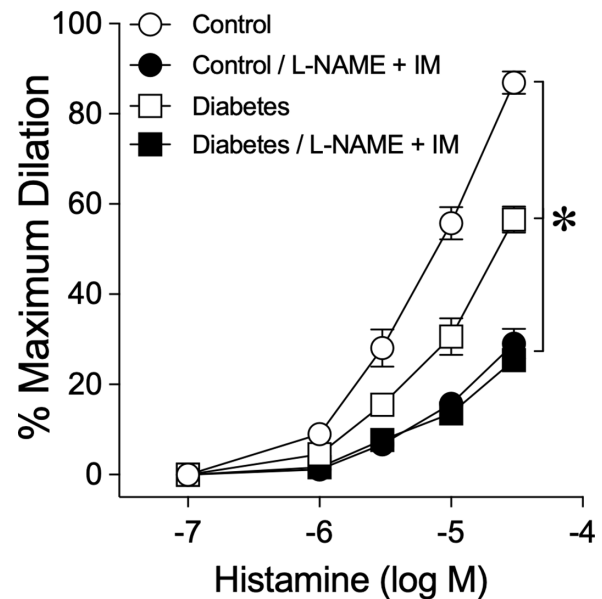 Control
Control / L-NAME + IM
Diabetes
Diabetes / L-NAME + IM
% Maximum Dilation
100
80
60
40
20
0
*
-7
-6
-5
-4
Histamine (log M)